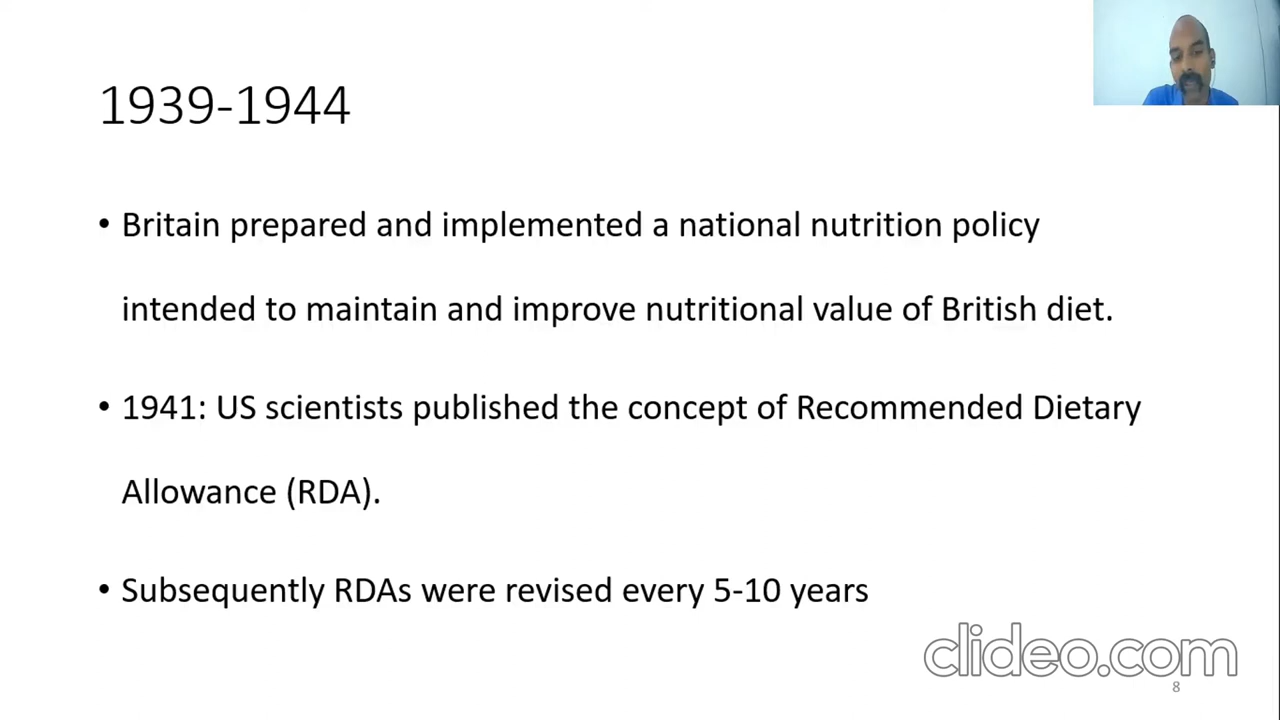 1939-1944
• Britain prepared and implemented a national nutrition policy
intended to maintain and improve nutritional value of British diet.
• 1941: US scientists published the concept of Recommended Dietary
Allowance (RDA).
• Subsequently RDAs were revised every 5-10 years
clideo.com
8